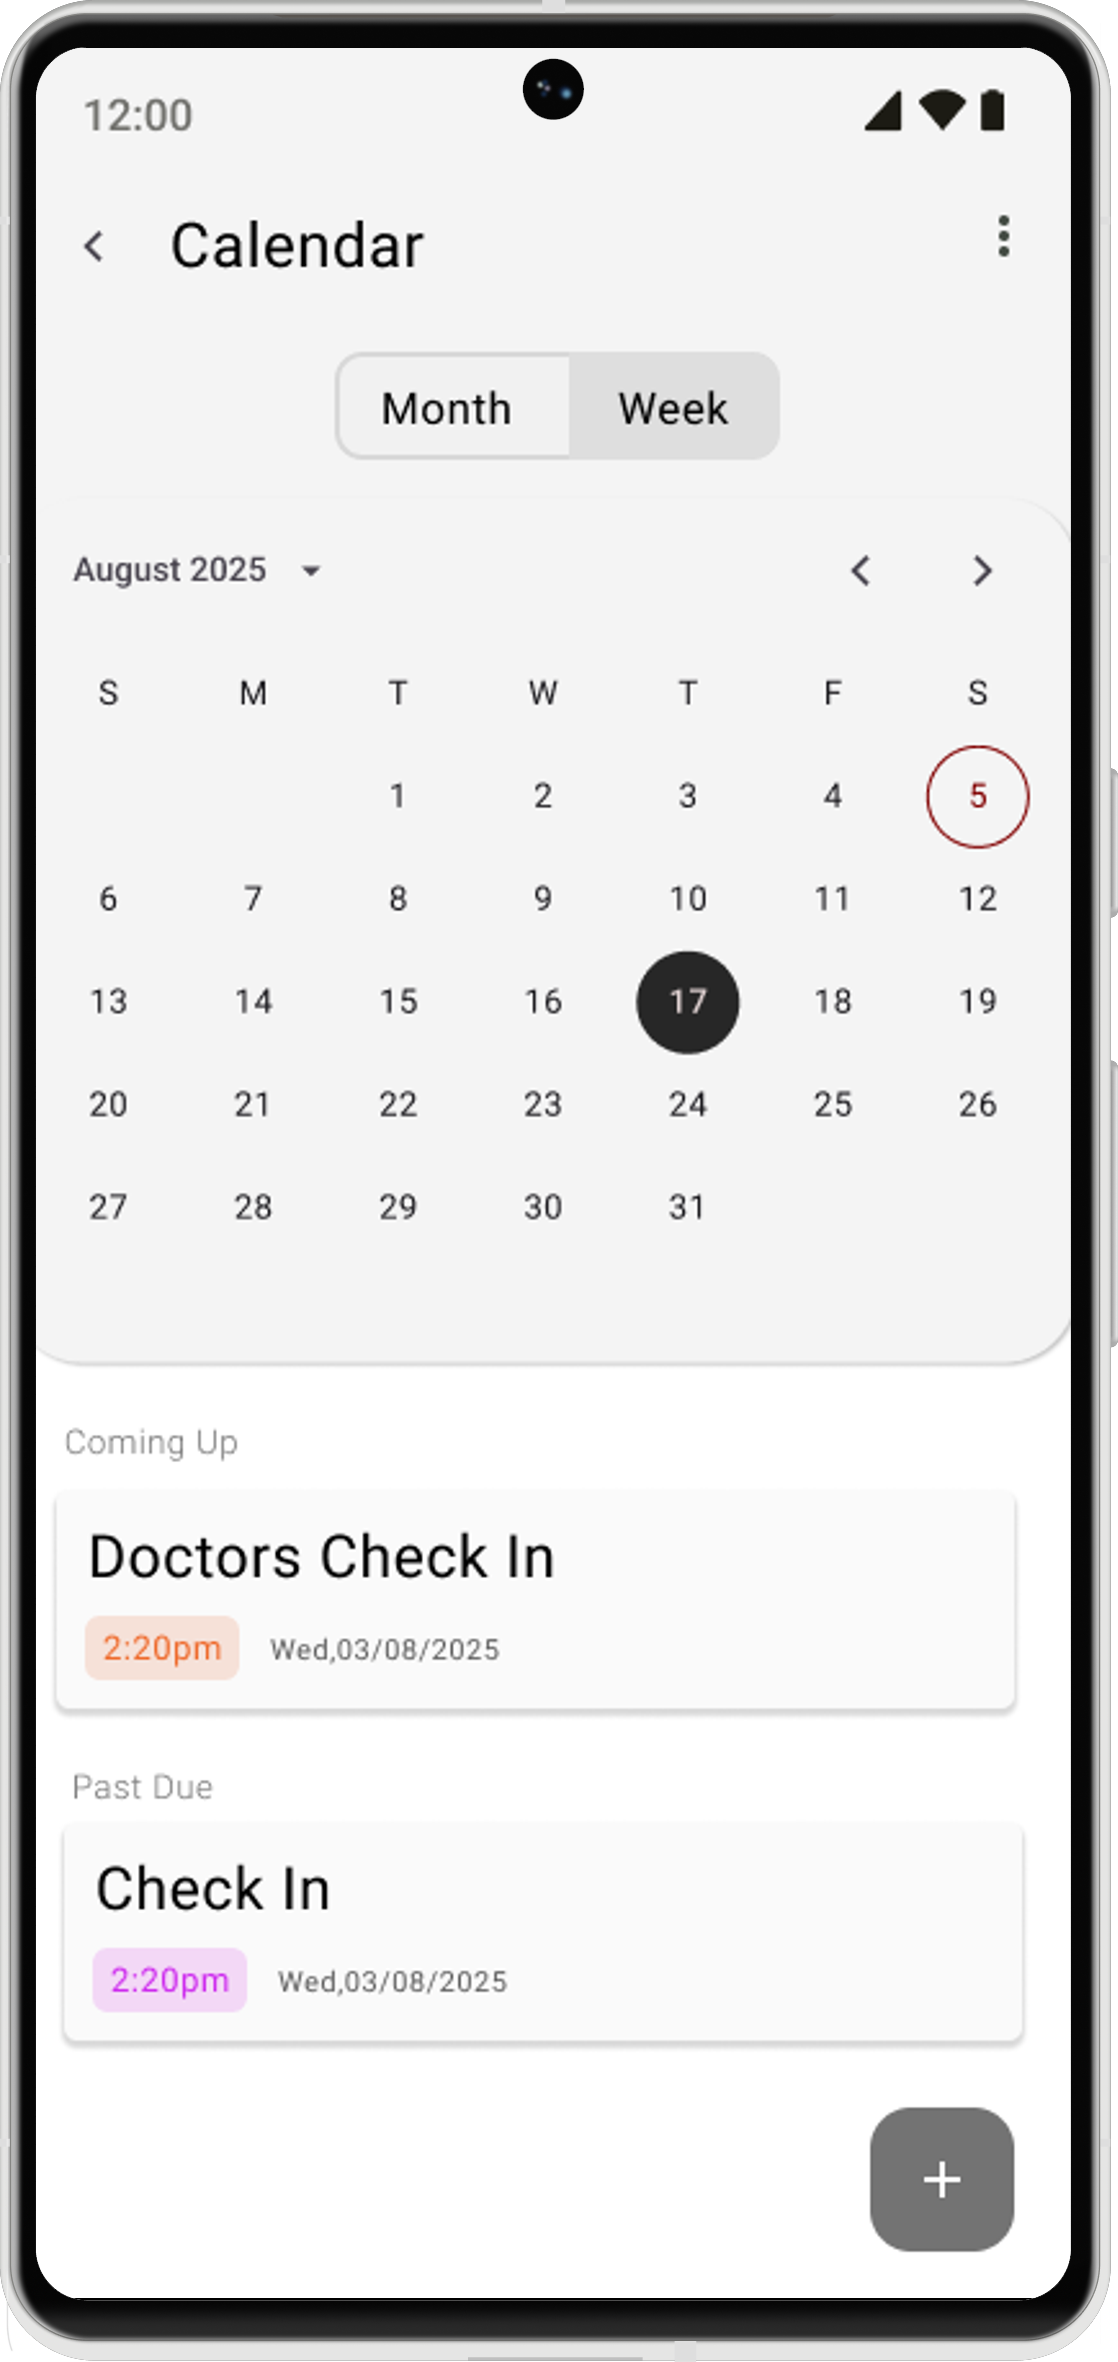 12:00
Calendar
Month Week
August 2025
S M T W T F S
1 2 3 4 5
6 7 8 9 10 11 12
13 14 15 16 17 18 19
20 21 22 23 24 25 26
27 28 29 30 31
Coming Up
Doctors Check In
2:20pm Wed,03/08/2025
Past Due
Check In
2:20pm Wed,03/08/2025
+